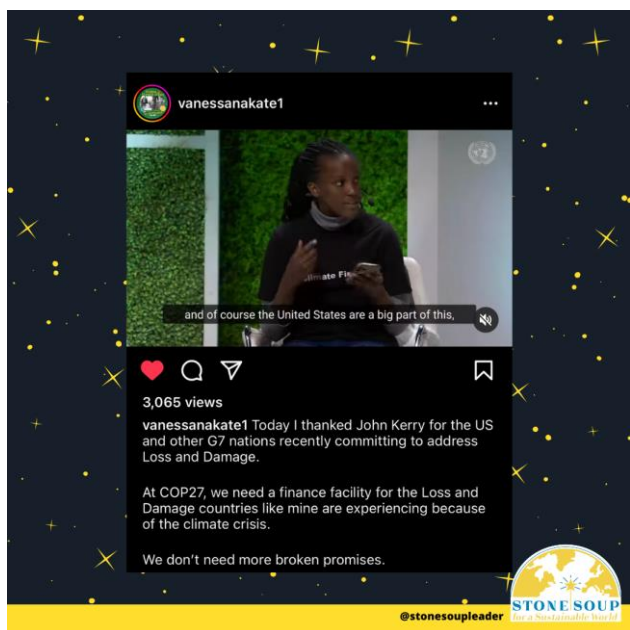 vanessanakate1
Climate Fi
and of course the United States are a big part of this,
3,065 views
vanessanakate1 Today I thanked John Kerry for the US
and other G7 nations recently committing to address
Loss and Damage.
At COP27, we need a finance facility for the Loss and
Damage countries like mine are experiencing because
of the climate crisis.
We don't need more broken promises.
@stonesoupleader
STONE SOUP
for a Sustainable World